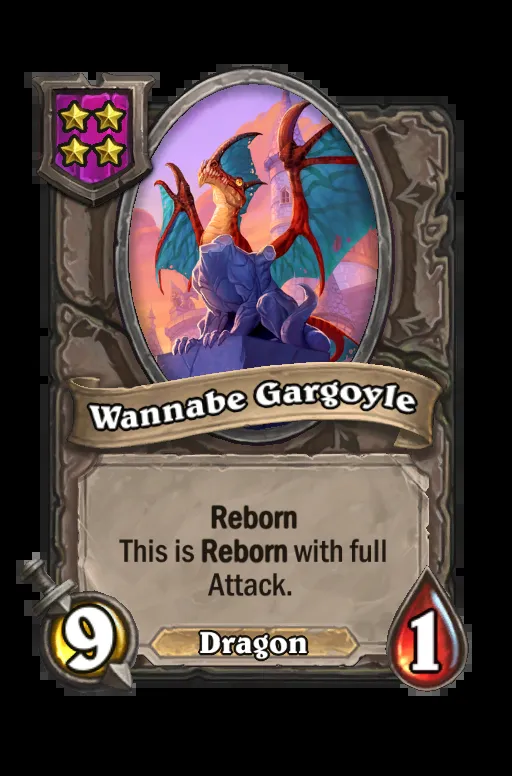 Wannabe Gargoyle
Reborn
This is Reborn with full
Attack.
9
Dragon
1